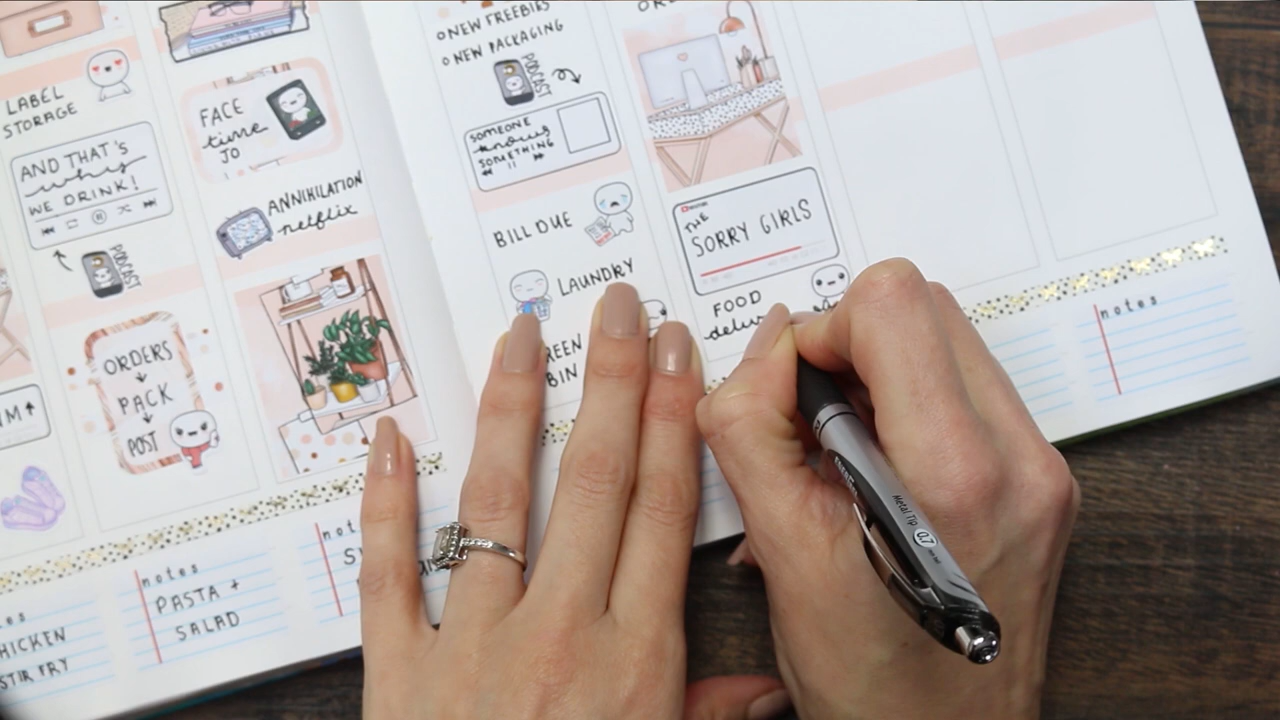 LABEL
STORAGE
AND THAT'S
why
WE DRINK!
PODCAST
ORDERS
PACK
POST
FACE
time
JO
ANNIHILATION
netflix
NEW FREEBIES
NEW PACKAGING
PODCAST
SOMEONE
knows
SOMETHING
BILL DUE
LAUNDRY
BIN
THE
SORRY GIRLS
FOOD
CHICKEN
STIR FRY
notes
PASTA +
SALAD
notes
Metal Tip 0.7